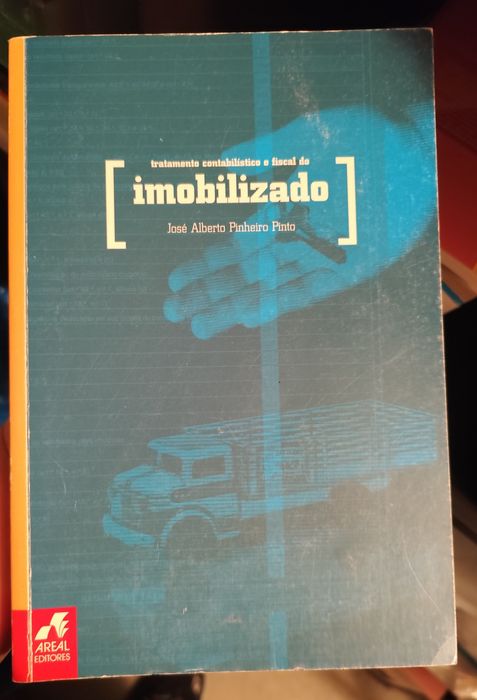 tratamento contabilístico e fiscal do
imobilizado
José Alberto Pinheiro Pinto
AREAL
EDITORES